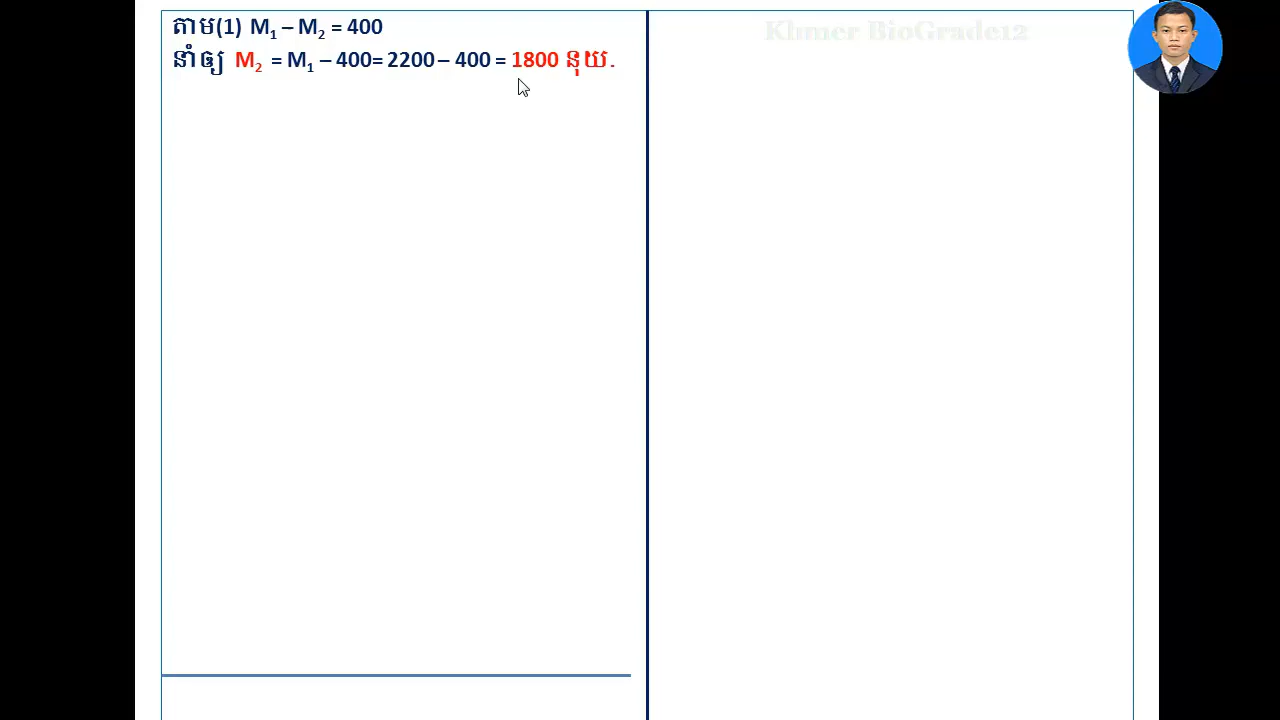 តាម(1) M₁ – M₂ = 400
នាំឲ្យ M₂ = M₁ – 400= 2200 – 400 = 1800 នុយ.
Khmer BioGrade12